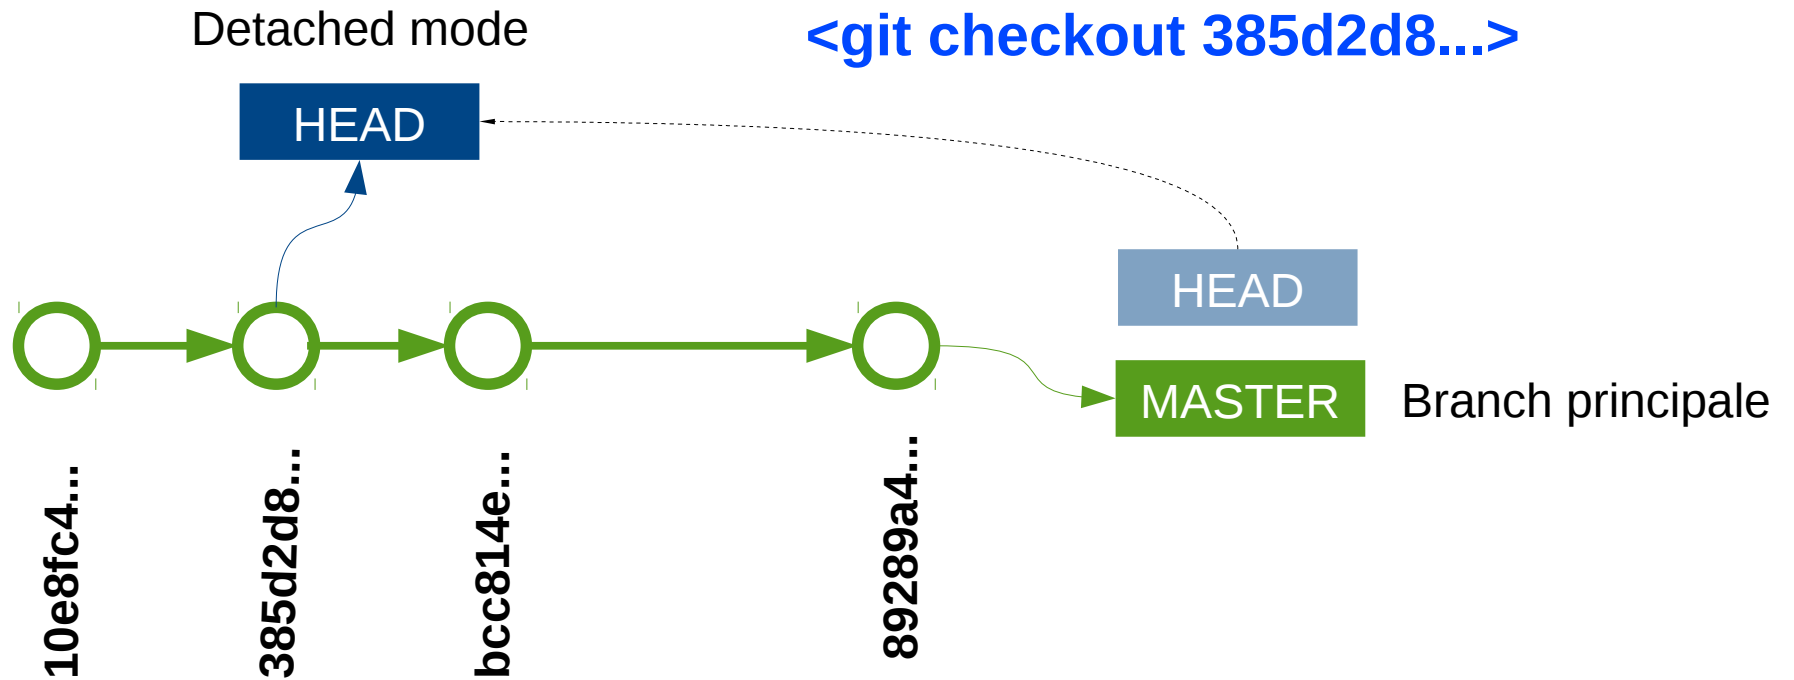 Detached mode
<git checkout 385d2d8...>
HEAD
HEAD
MASTER
Branch principale
10e8fc4...
385d2d8...
bcc814e...
89289a4...